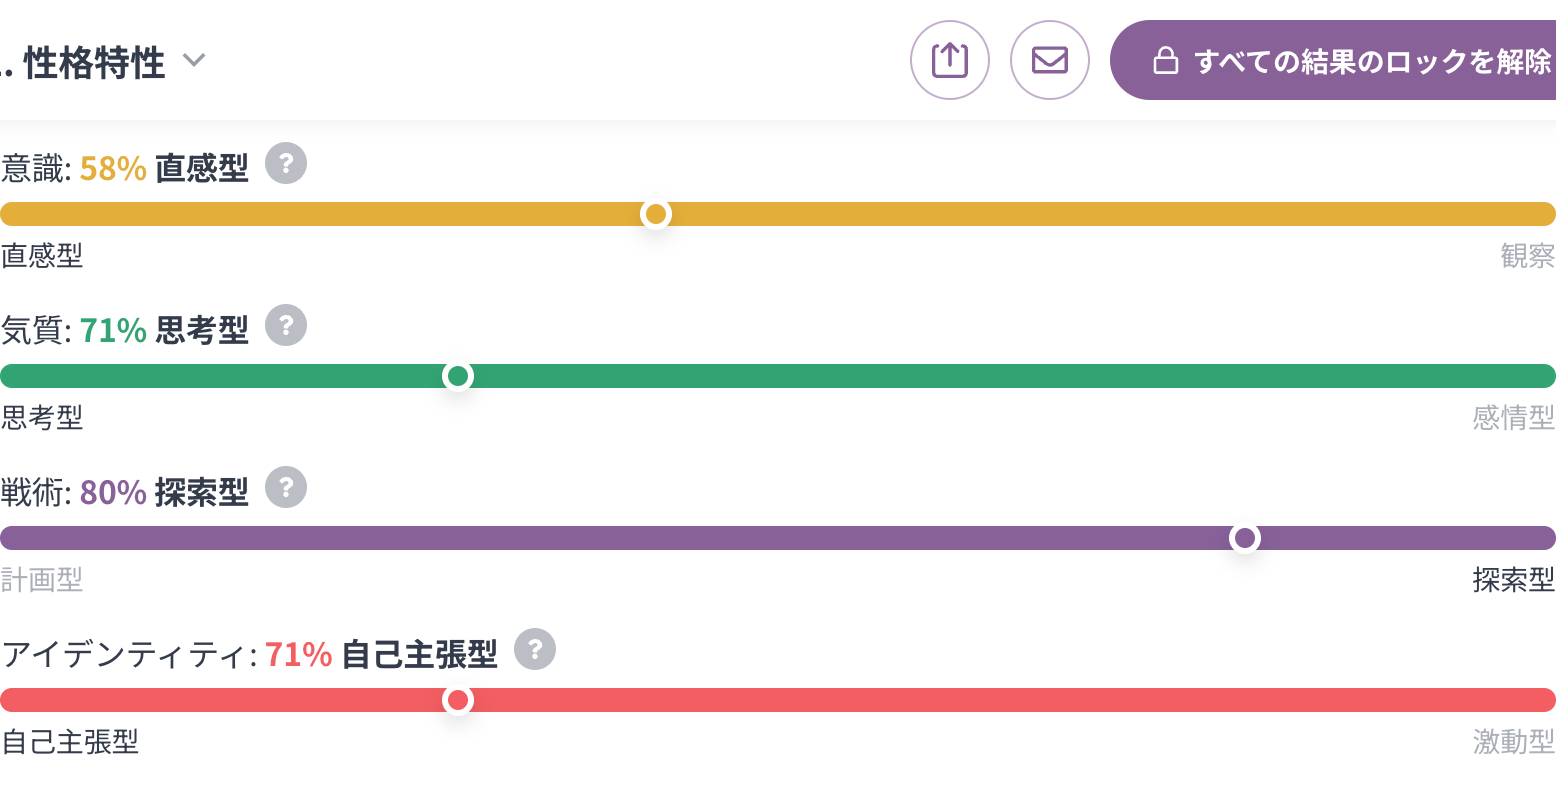 . 性格特性
すべての結果のロックを解除
意識: 58% 直感型 ?
直感型 観察
気質: 71% 思考型 ?
思考型 感情型
戦術: 80% 探索型 ?
計画型 探索型
アイデンティティ: 71% 自己主張型 ?
自己主張型 激動型